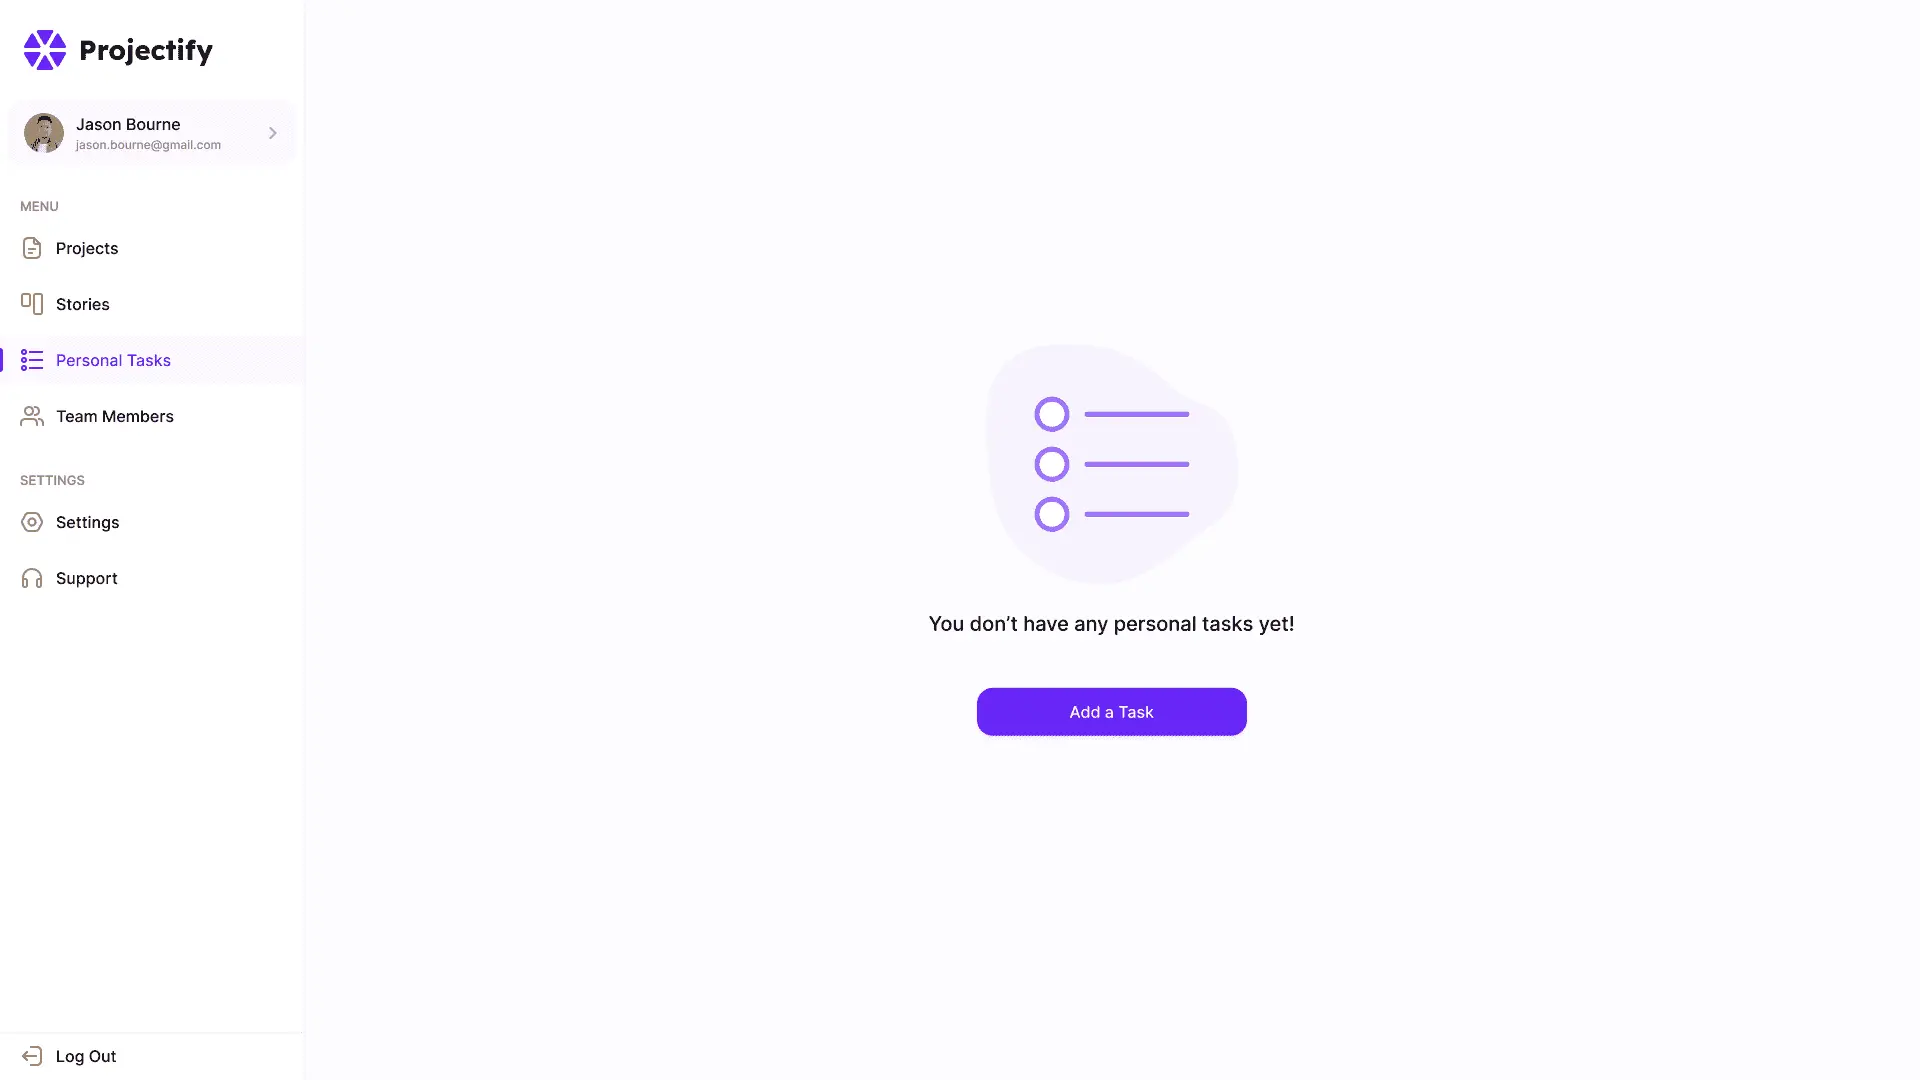 Projectify
Jason Bourne
jason.bourne@gmail.com
MENU
Projects
Stories
Personal Tasks
Team Members
SETTINGS
Settings
Support
Log Out
You don’t have any personal tasks yet!
Add a Task